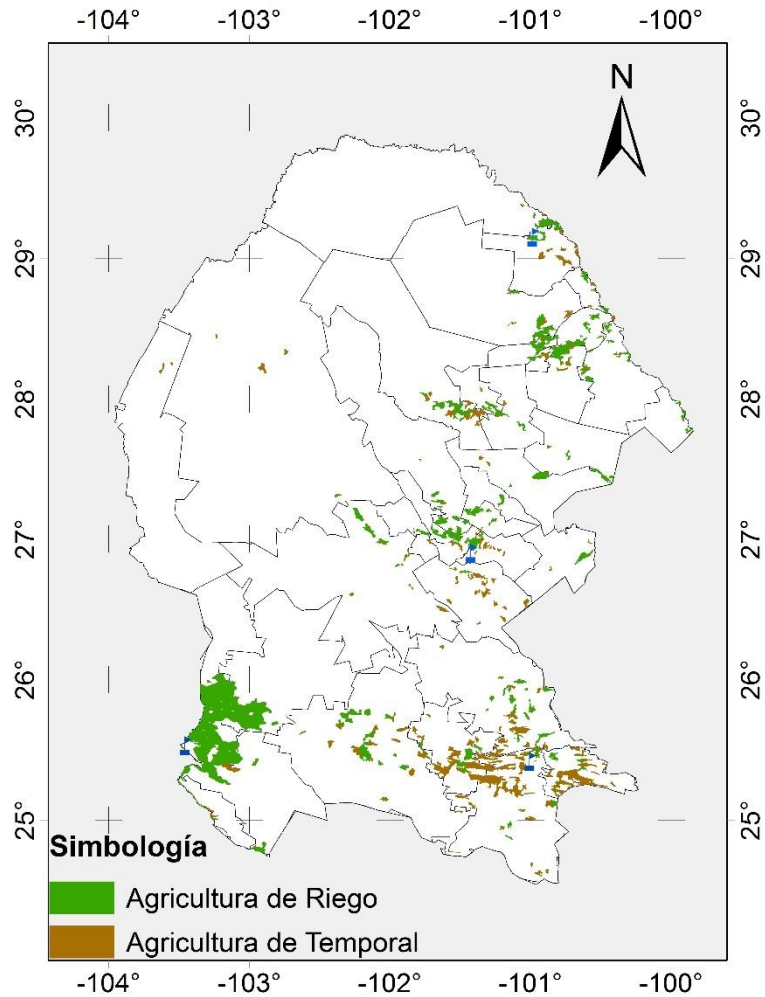 -104° -103° -102° -101° -100°
N
30° 30°
29° 29°
28° 28°
27° 27°
26° 26°
25° 25°
Simbología
Agricultura de Riego
Agricultura de Temporal
-104° -103° -102° -101° -100°